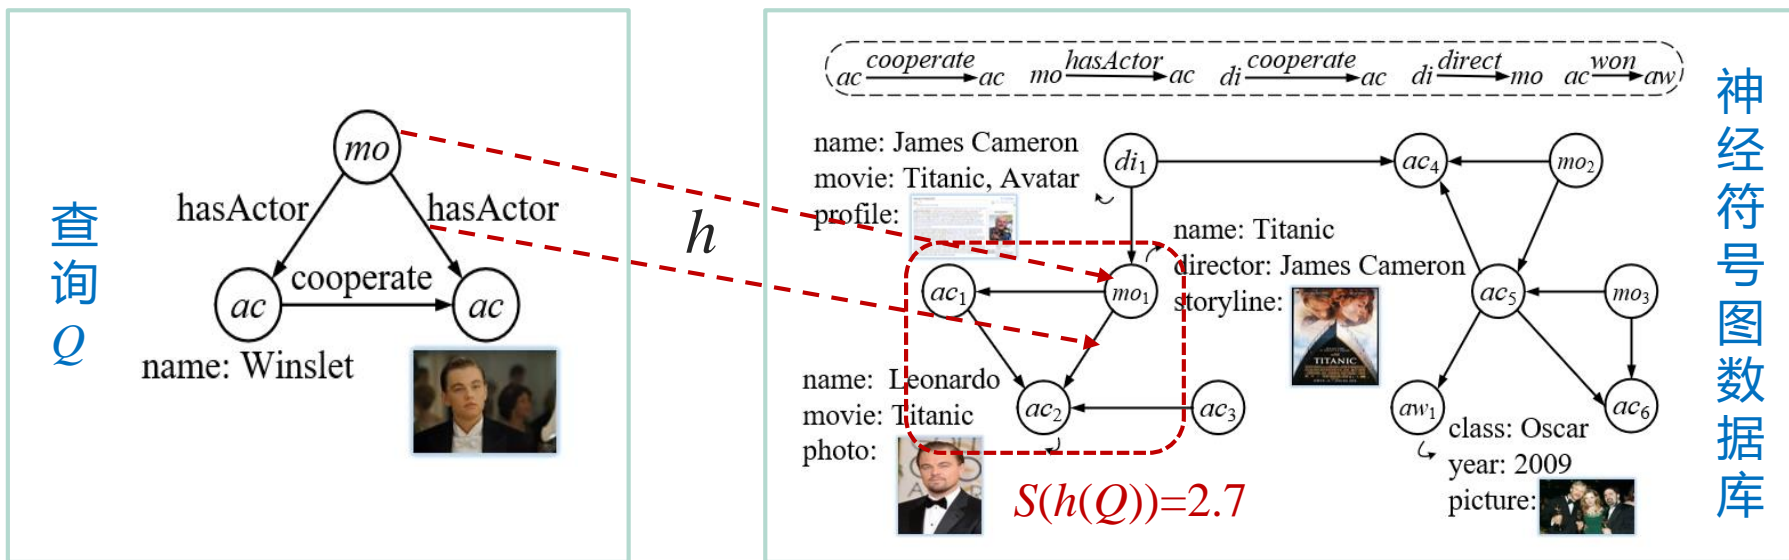 查询Q
mo
hasActor
hasActor
cooperate
ac
ac
name: Winslet
h
ac cooperate ac
mo hasActor ac
di cooperate ac
di direct mo
ac won aw
神经符号图数据库
name: James Cameron
movie: Titanic, Avatar
profile:
di1
ac4
mo2
name: Titanic
director: James Cameron
storyline:
TITANIC
ac1
mo1
ac5
mo3
name: Leonardo
movie: Titanic
photo:
ac2
ac3
aw1
ac6
class: Oscar
year: 2009
picture:
S(h(Q))=2.7